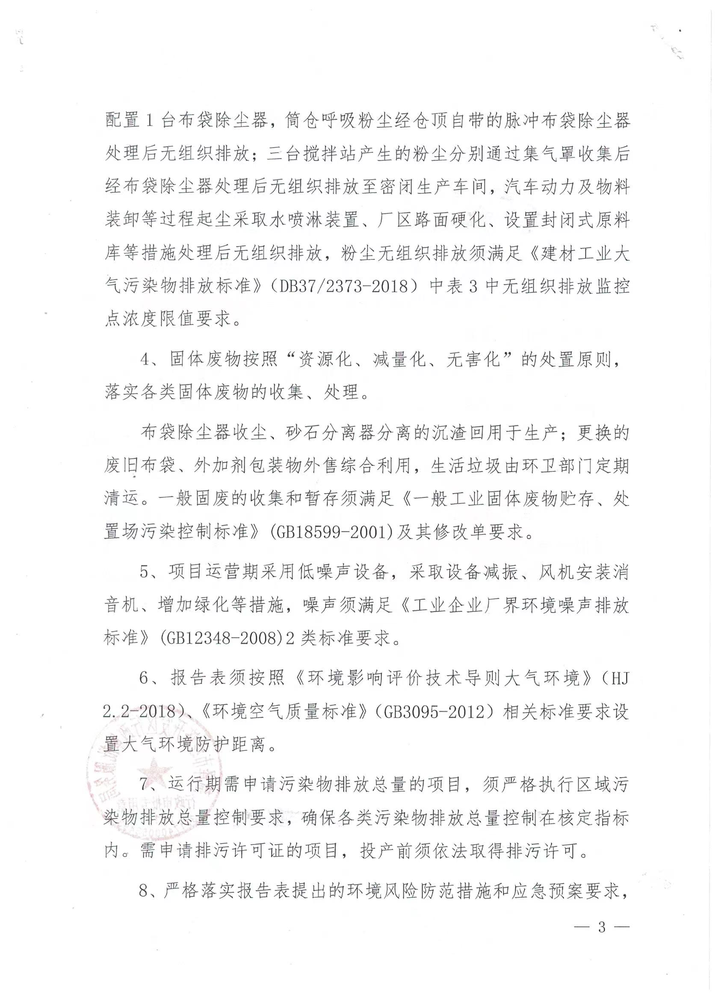 配置1台布袋除尘器，筒仓呼吸粉尘经仓顶自带的脉冲布袋除尘器
处理后无组织排放；三台搅拌站产生的粉尘分别通过集气罩收集后
经布袋除尘器处理后无组织排放至密闭生产车间，汽车动力及物料
装卸等过程起尘采取水喷淋装置、厂区路面硬化、设置封闭式原料
库等措施处理后无组织排放，粉尘无组织排放须满足《建材工业大
气污染物排放标准》（DB37/2373-2018）中表3中无组织排放监控
点浓度限值要求。
4、固体废物按照“资源化、减量化、无害化”的处置原则，
落实各类固体废物的收集、处理。
布袋除尘器收尘、砂石分离器分离的沉渣回用于生产；更换的
废旧布袋、外加剂包装物外售综合利用，生活垃圾由环卫部门定期
清运。一般固废的收集和暂存须满足《一般工业固体废物贮存、处
置场污染控制标准》(GB18599-2001)及其修改单要求。
5、项目运营期采用低噪声设备，采取设备减振、风机安装消
音机、增加绿化等措施，噪声须满足《工业企业厂界环境噪声排放
标准》(GB12348-2008)2类标准要求。
6、报告表须按照《环境影响评价技术导则大气环境》（HJ
2.2-2018）、《环境空气质量标准》（GB3095-2012）相关标准要求设
置大气环境防护距离。
7、运行期需申请污染物排放总量的项目，须严格执行区域污
染物排放总量控制要求，确保各类污染物排放总量控制在核定指标
内。需申请排污许可证的项目，投产前须依法取得排污许可。
8、严格落实报告表提出的环境风险防范措施和应急预案要求，
— 3 —